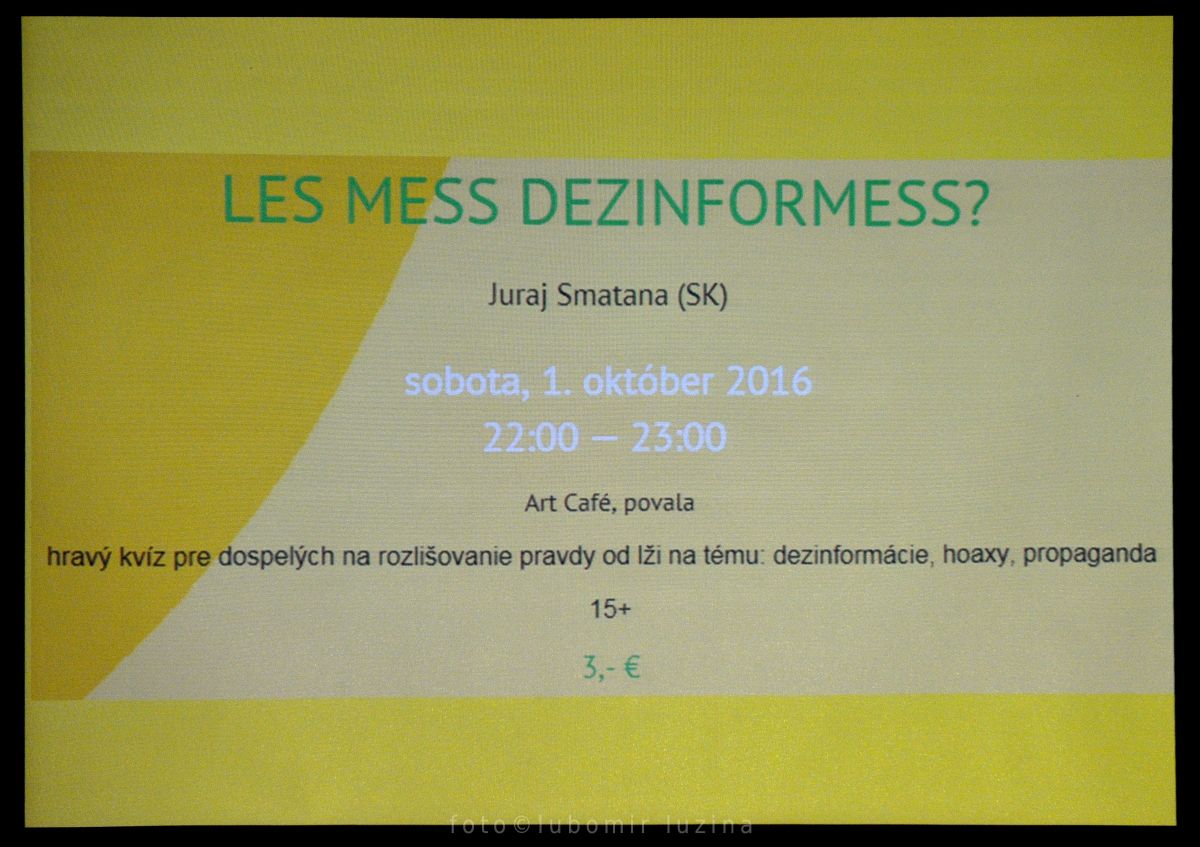 LES MESS DEZINFORMESS?
Juraj Smatana (SK)
sobota, 1. október 2016
22:00 — 23:00
Art Café, povala
hravý kvíz pre dospelých na rozlišovanie pravdy od lži na tému: dezinformácie, hoaxy, propaganda
15+
3,- €
foto©lubomir luzina